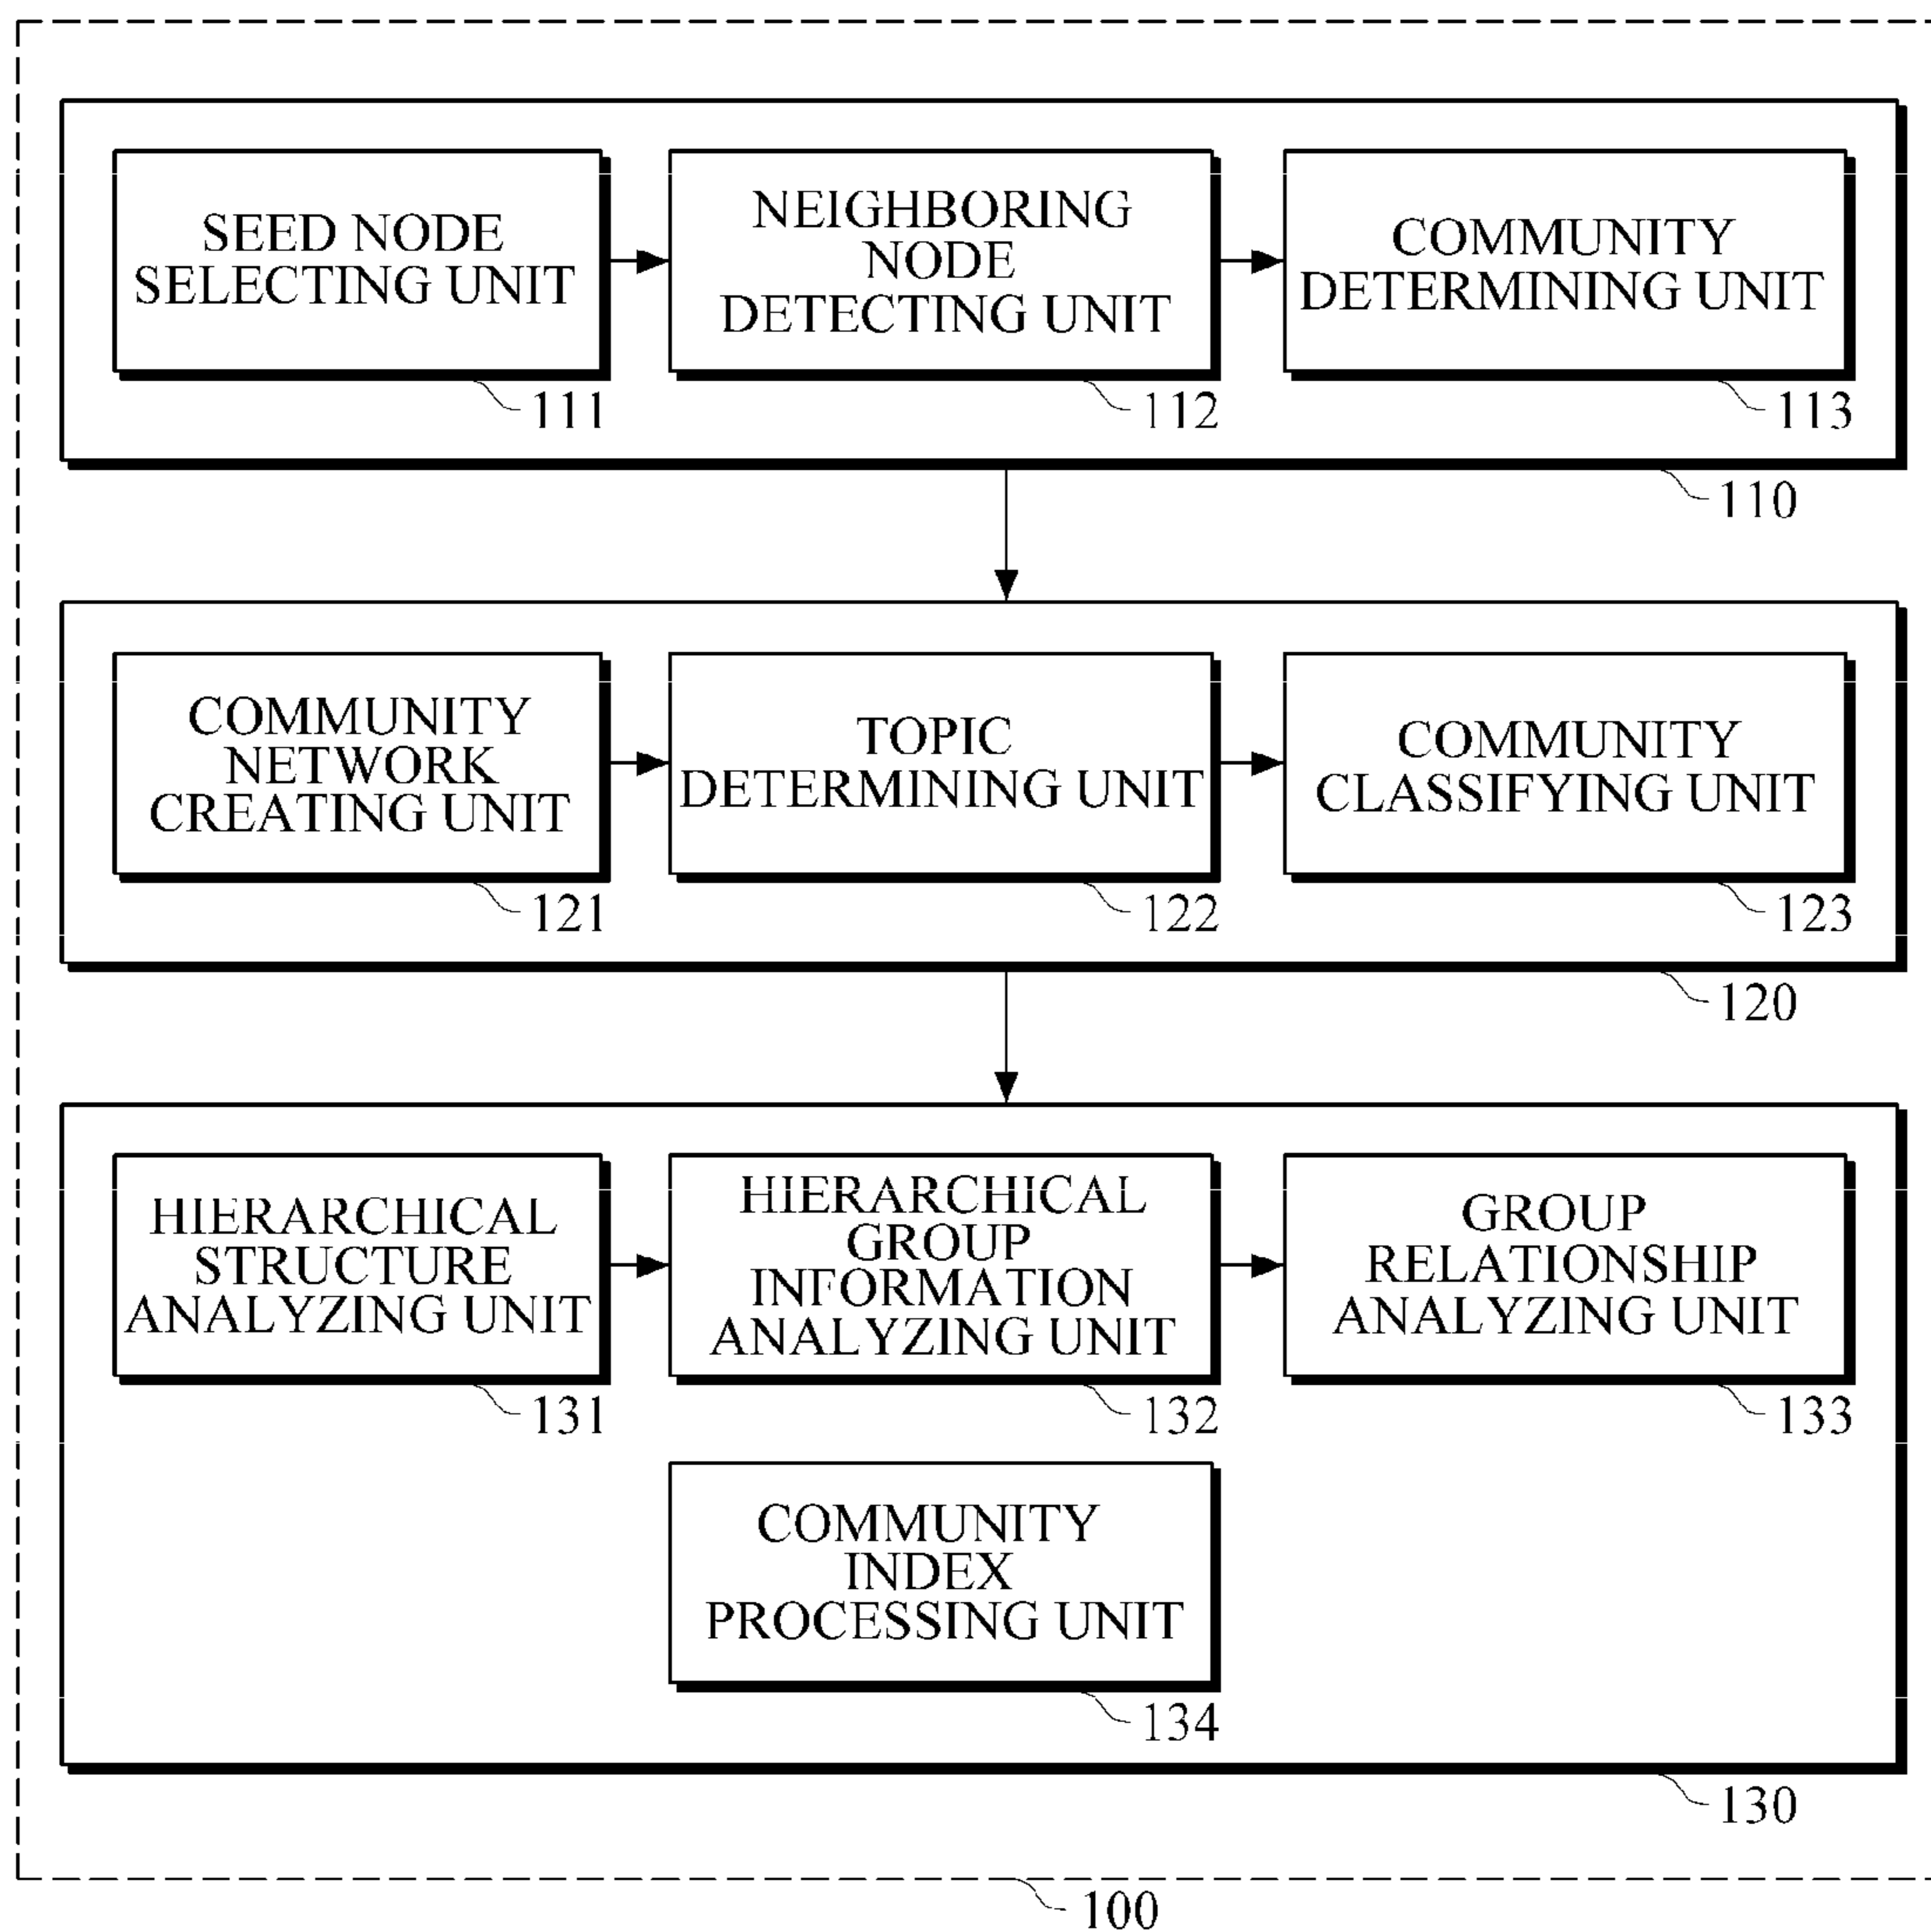 SEED NODE
SELECTING UNIT
111
NEIGHBORING
NODE
DETECTING UNIT
112
COMMUNITY
DETERMINING UNIT
113
110
COMMUNITY
NETWORK
CREATING UNIT
121
TOPIC
DETERMINING UNIT
122
COMMUNITY
CLASSIFYING UNIT
123
120
HIERARCHICAL
STRUCTURE
ANALYZING UNIT
131
HIERARCHICAL
GROUP
INFORMATION
ANALYZING UNIT
132
GROUP
RELATIONSHIP
ANALYZING UNIT
133
COMMUNITY
INDEX
PROCESSING UNIT
134
130
100